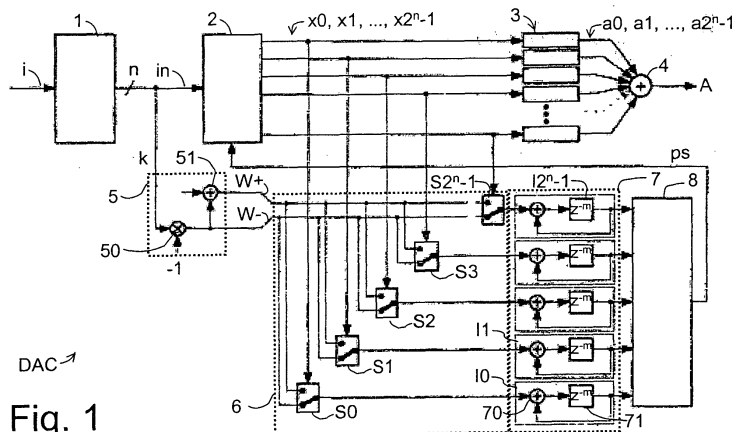 1
2
x0, x1, ..., x2ⁿ-1
3
a0, a1, ..., a2ⁿ-1
i
n
in
4
A
k
51
ps
5
W+
S2ⁿ-1
I2ⁿ-1
7
8
W-
50
-1
z⁻ᵐ
S3
z⁻ᵐ
S2
z⁻ᵐ
DAC
S1
I1
z⁻ᵐ
I0
z⁻ᵐ
Fig. 1
6
S0
70
71